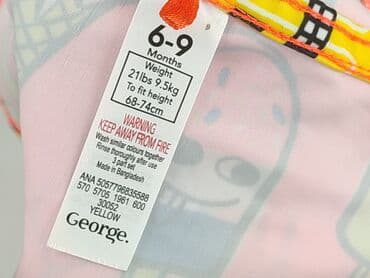 6-9
Months
Weight
21lbs 9.5kg
To fit height
68-74cm
WARNING
KEEP AWAY FROM FIRE
Wash similar colours together
Rinse thoroughly after use
3 part set
Made in Bangladesh
ANA 5057796835588
570 5705 1961 600
30052
YELLOW
George.